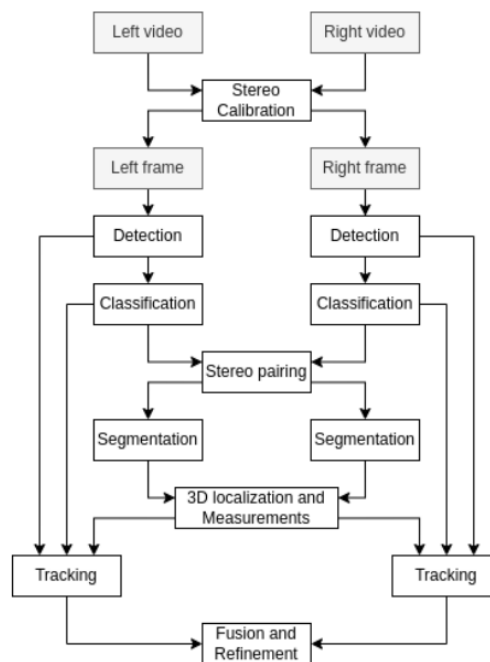 Left video
Right video
Stereo
Calibration
Left frame
Right frame
Detection
Detection
Classification
Classification
Stereo pairing
Segmentation
Segmentation
3D localization and
Measurements
Tracking
Tracking
Fusion and
Refinement